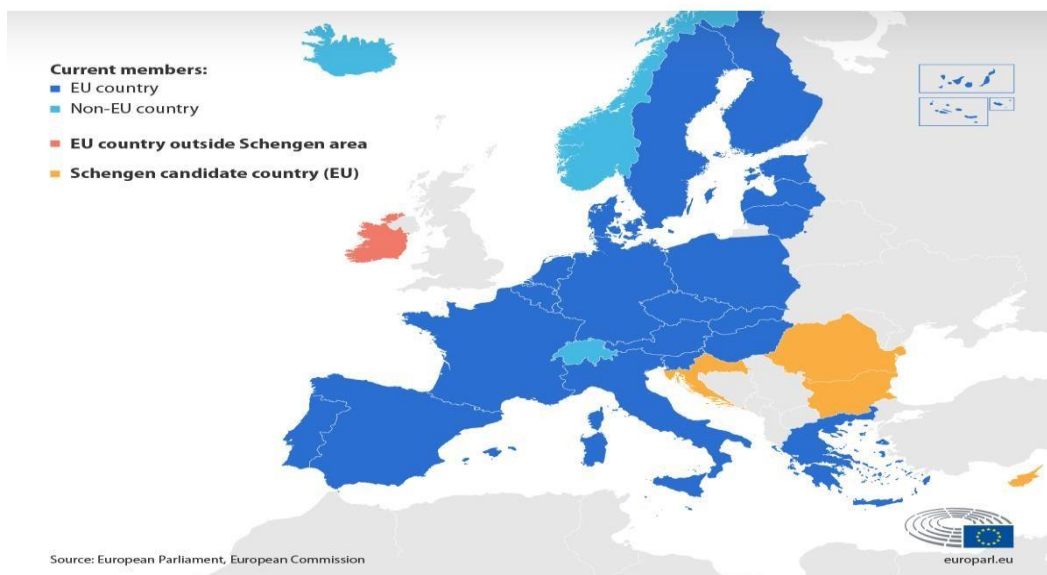 Current members:
EU country
Non-EU country
EU country outside Schengen area
Schengen candidate country (EU)
Source: European Parliament, European Commission
europarl.eu